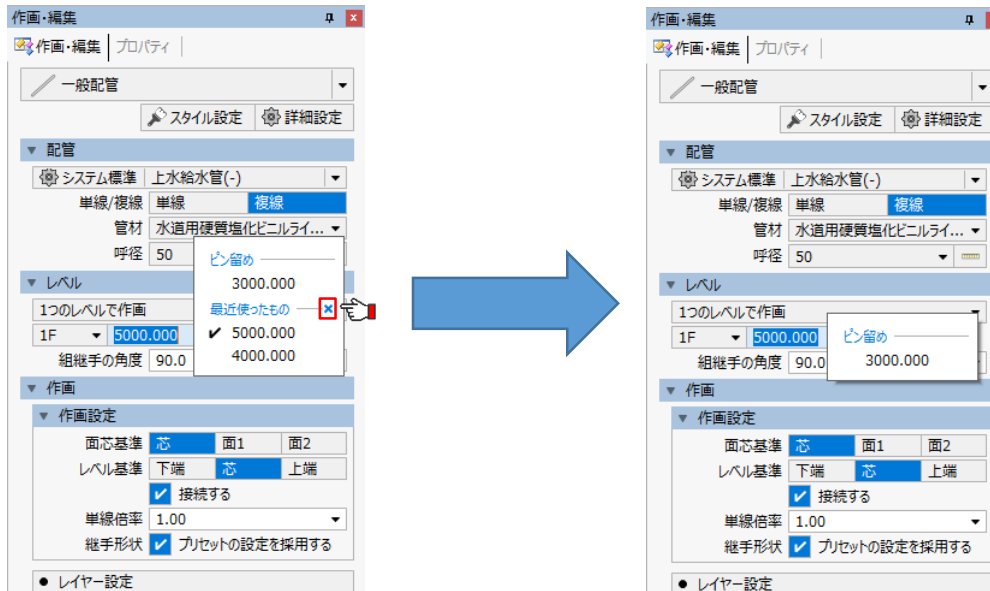 作画・編集
作画・編集 プロパティ
一般配管
スタイル設定 詳細設定
配管
システム標準 上水給水管(-)
単線/複線 単線 複線
管材 水道用硬質塩化ビニルライ...
呼径 50
ピン留め
3000.000
レベル
最近使ったもの
1つのレベルで作画
✔ 5000.000
1F 5000.000
4000.000
組継手の角度 90.0
作画
作画設定
面芯基準 芯 面1 面2
レベル基準 下端 芯 上端
接続する
単線倍率 1.00
継手形状 プリセットの設定を採用する
レイヤー設定
作画・編集
作画・編集 プロパティ
一般配管
スタイル設定 詳細設定
配管
システム標準 上水給水管(-)
単線/複線 単線 複線
管材 水道用硬質塩化ビニルライ...
呼径 50
レベル
1つのレベルで作画
1F 5000.000
ピン留め
3000.000
組継手の角度 90.0
作画
作画設定
面芯基準 芯 面1 面2
レベル基準 下端 芯 上端
接続する
単線倍率 1.00
継手形状 プリセットの設定を採用する
レイヤー設定